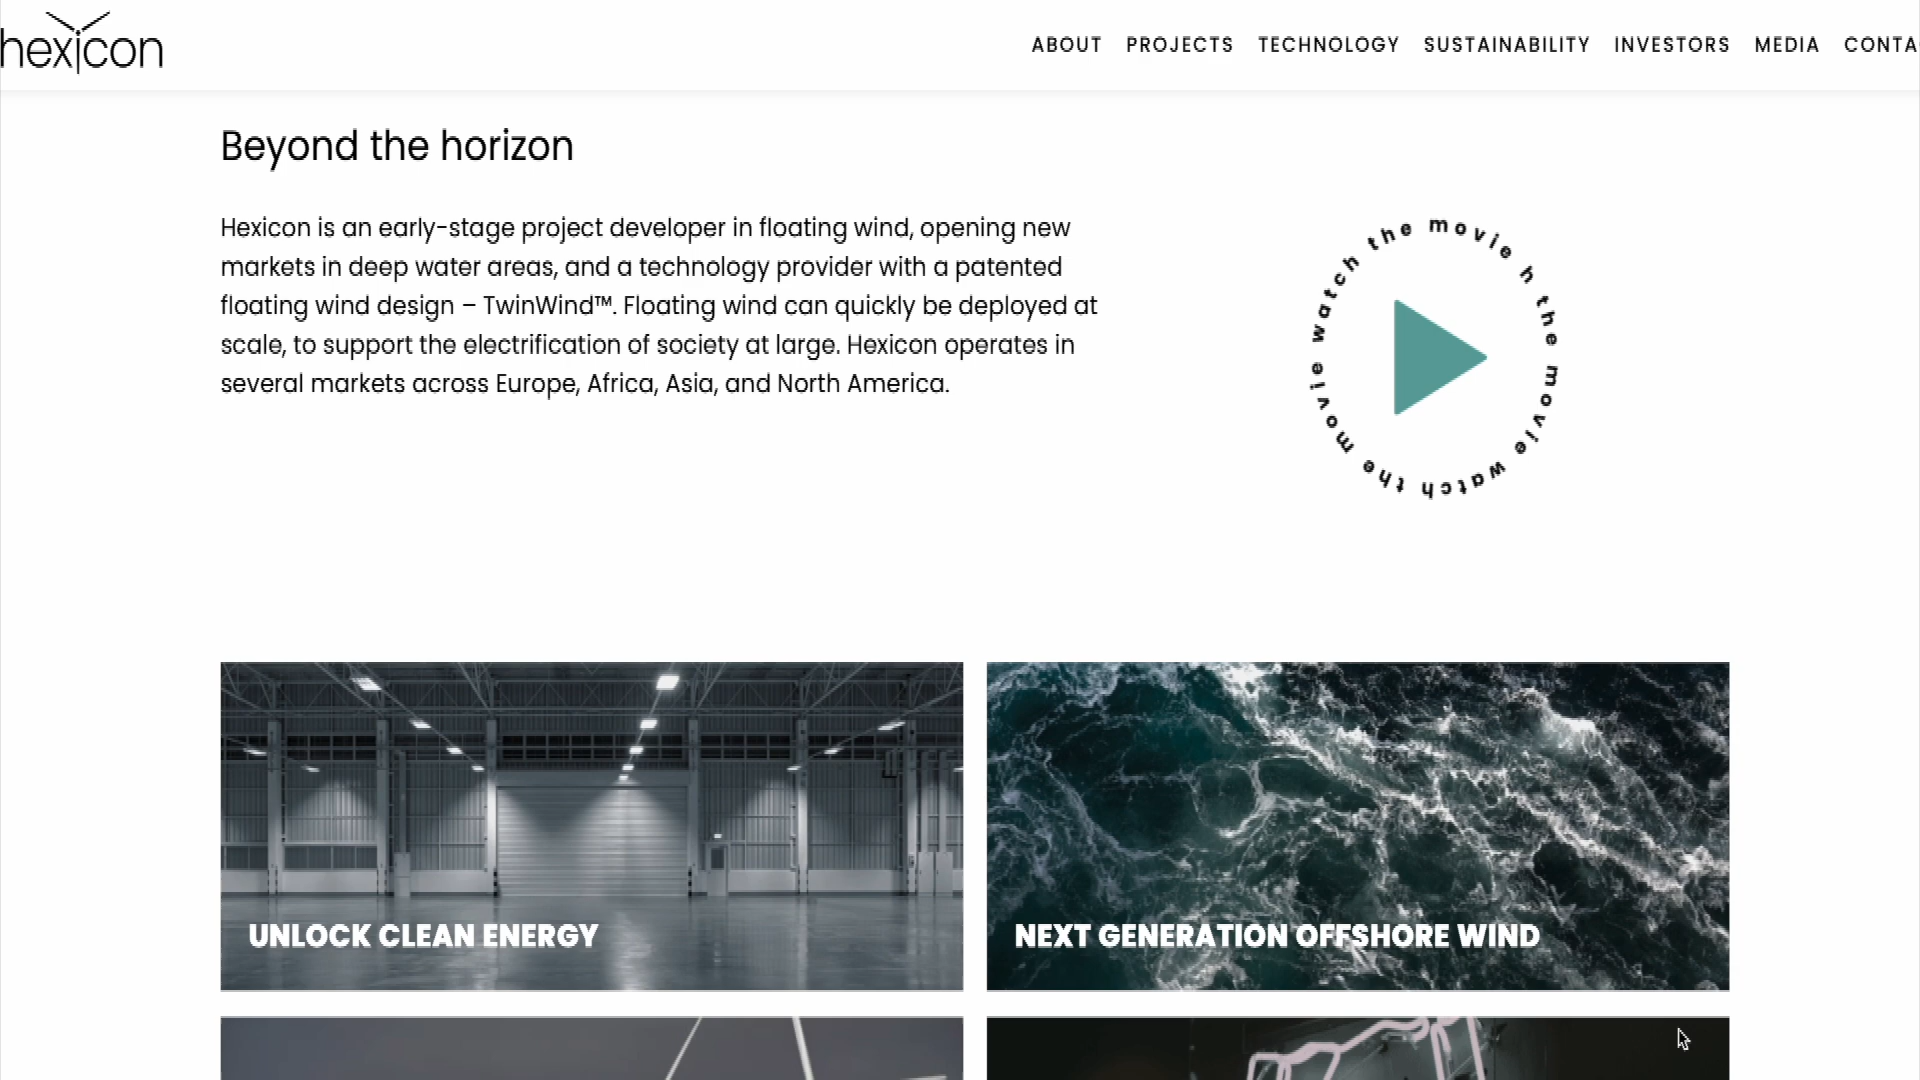 hexicon
ABOUT PROJECTS TECHNOLOGY SUSTAINABILITY INVESTORS MEDIA CONTA
Beyond the horizon
Hexicon is an early-stage project developer in floating wind, opening new
markets in deep water areas, and a technology provider with a patented
floating wind design – TwinWind™. Floating wind can quickly be deployed at
scale, to support the electrification of society at large. Hexicon operates in
several markets across Europe, Africa, Asia, and North America.
watch the movie h the movie watch the movie
UNLOCK CLEAN ENERGY
NEXT GENERATION OFFSHORE WIND